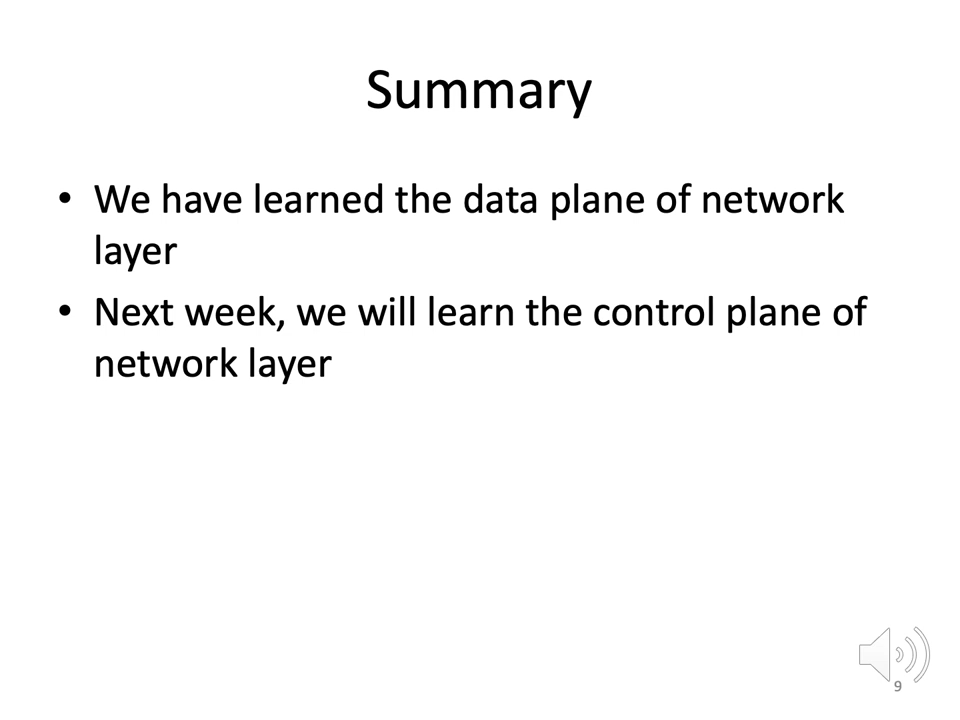 Summary
• We have learned the data plane of network
layer
• Next week, we will learn the control plane of
network layer
9